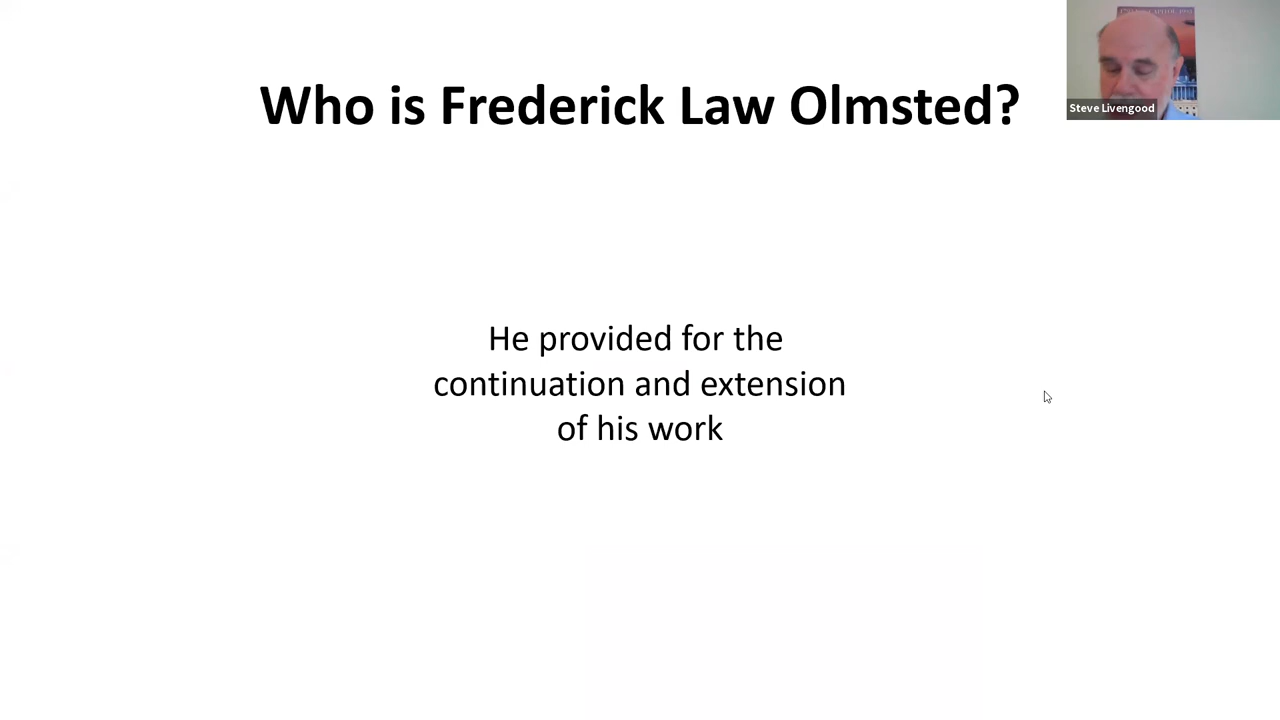 Who is Frederick Law Olmsted?
Steve Livengood
He provided for the
continuation and extension
of his work